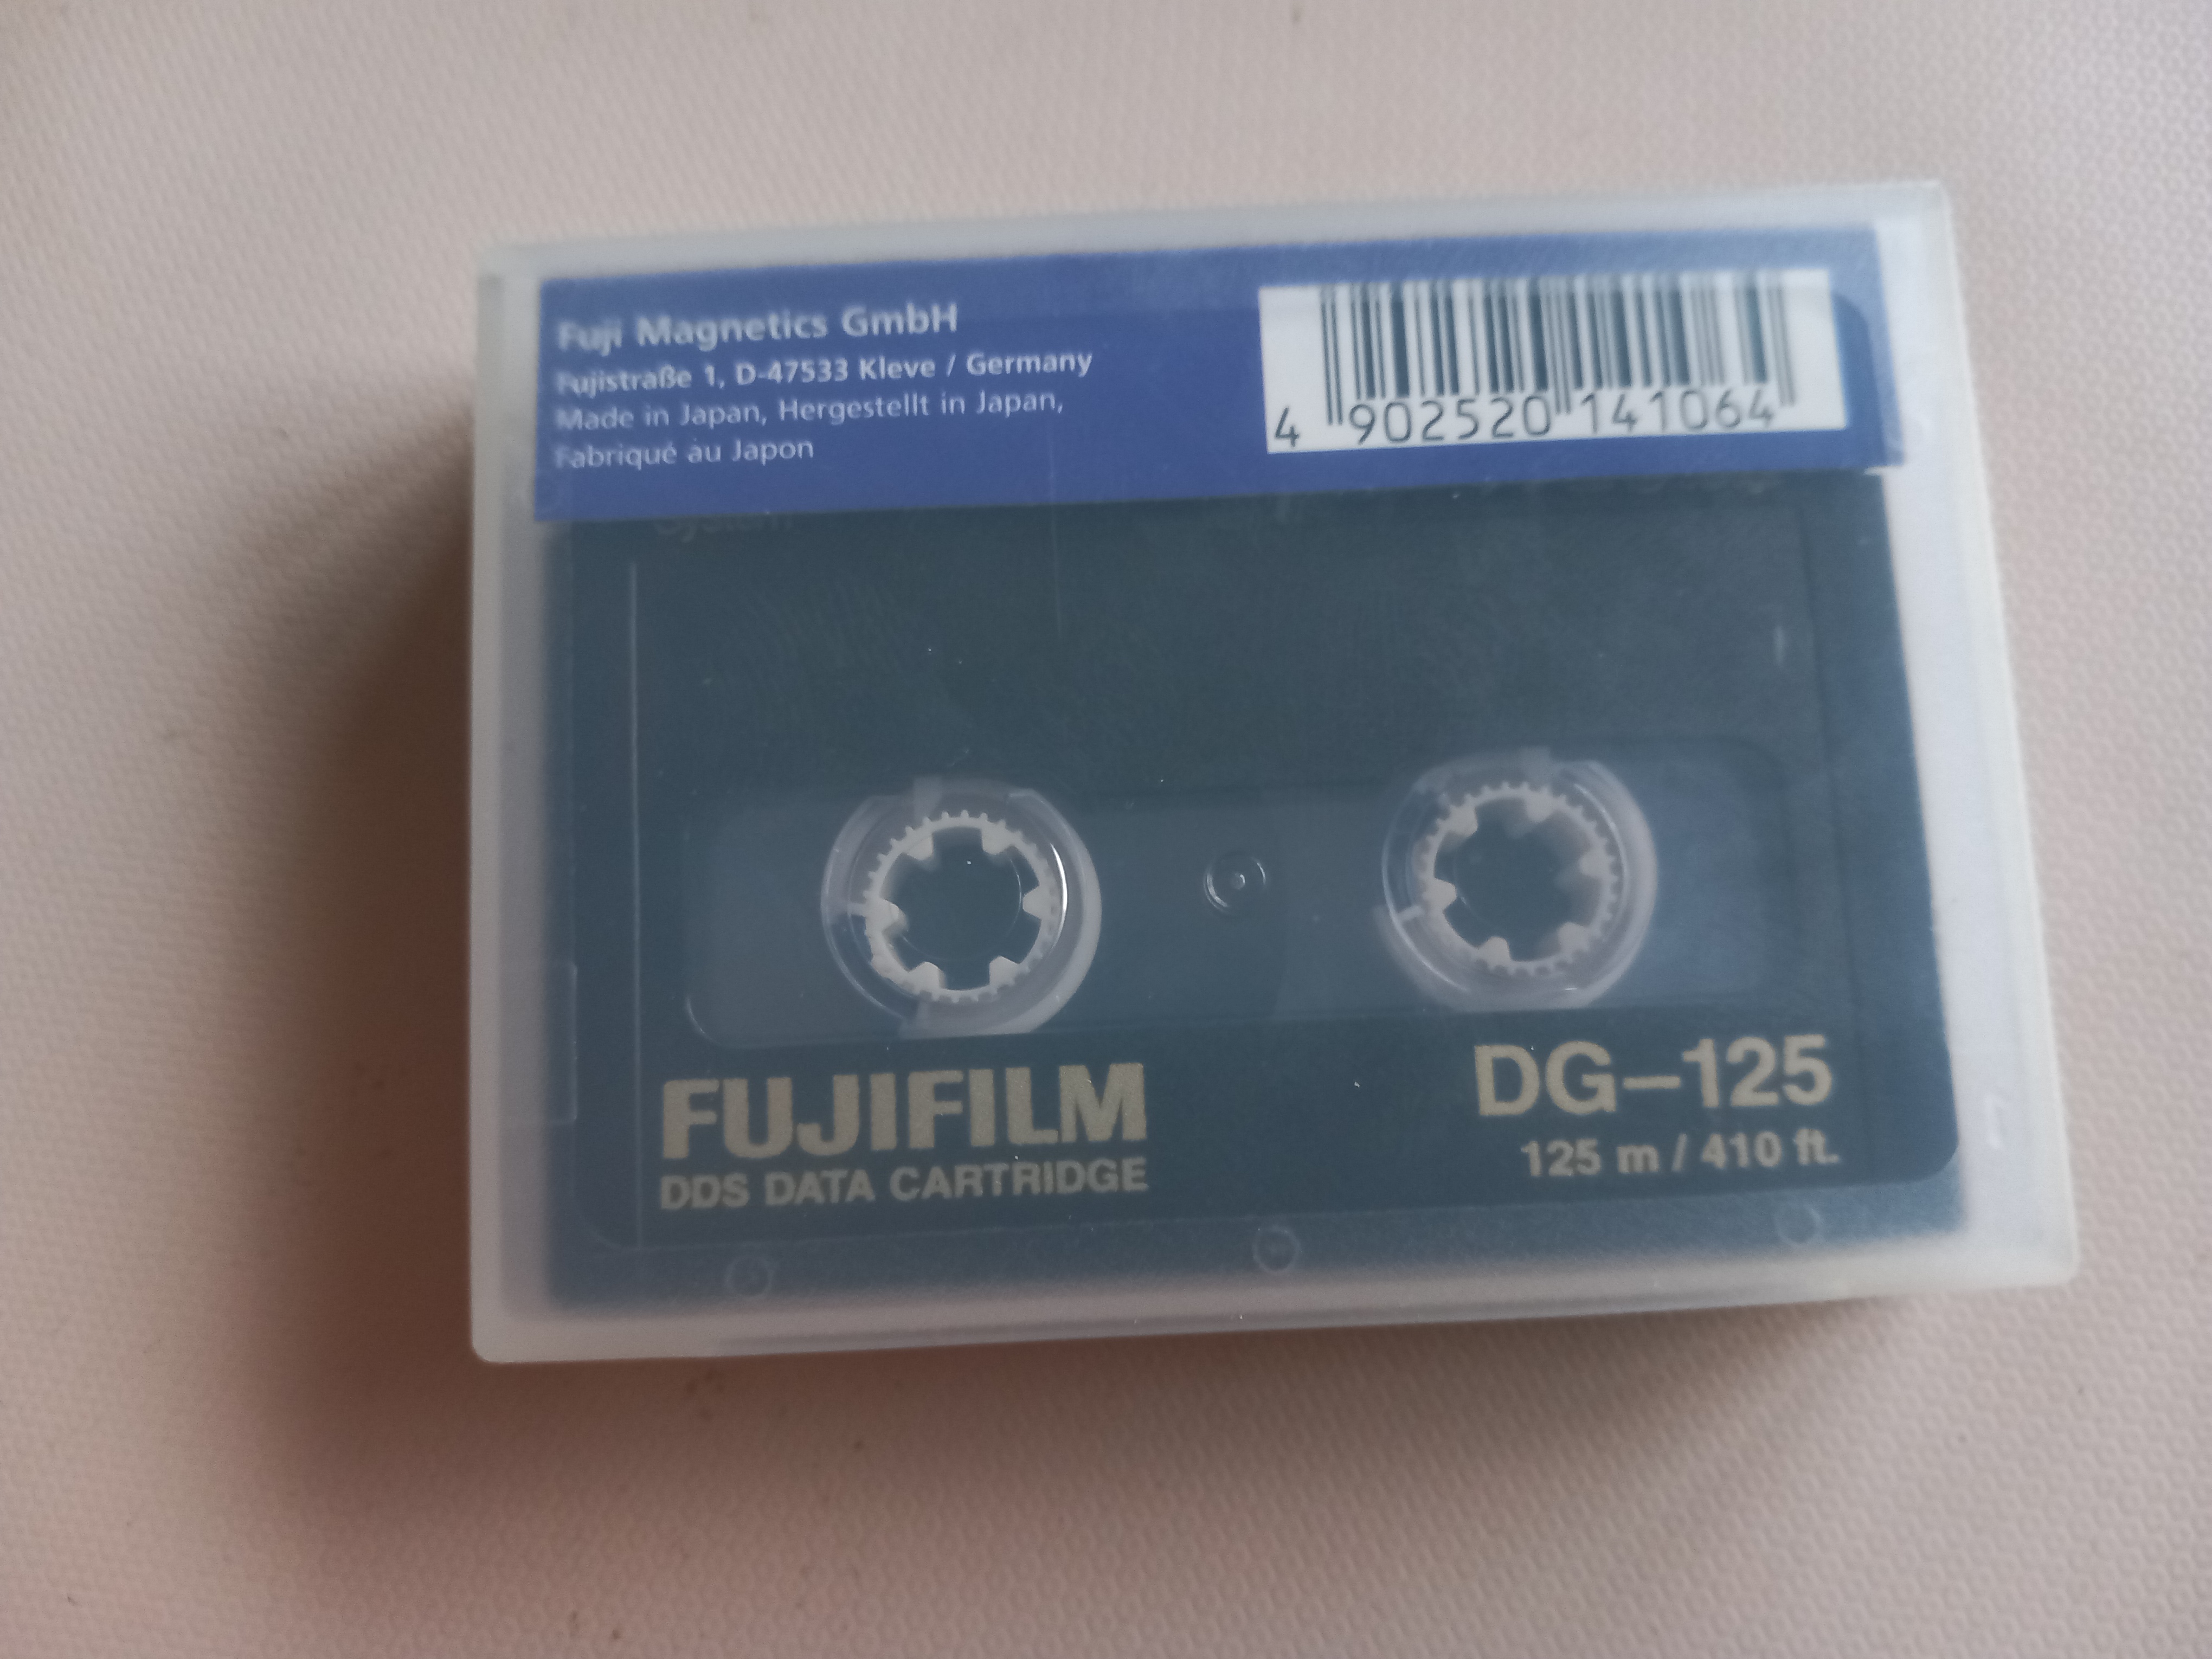 Fuji Magnetics GmbH
Fujistraße 1, D-47533 Kleve / Germany
Made in Japan, Hergestellt in Japan,
Fabriqué au Japon
4 902520 141064
System
FUJIFILM
DDS DATA CARTRIDGE
DG-125
125 m / 410 ft.